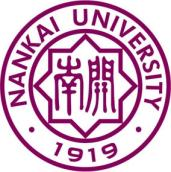 NANKAI UNIVERSITY
南開
· 1919 ·